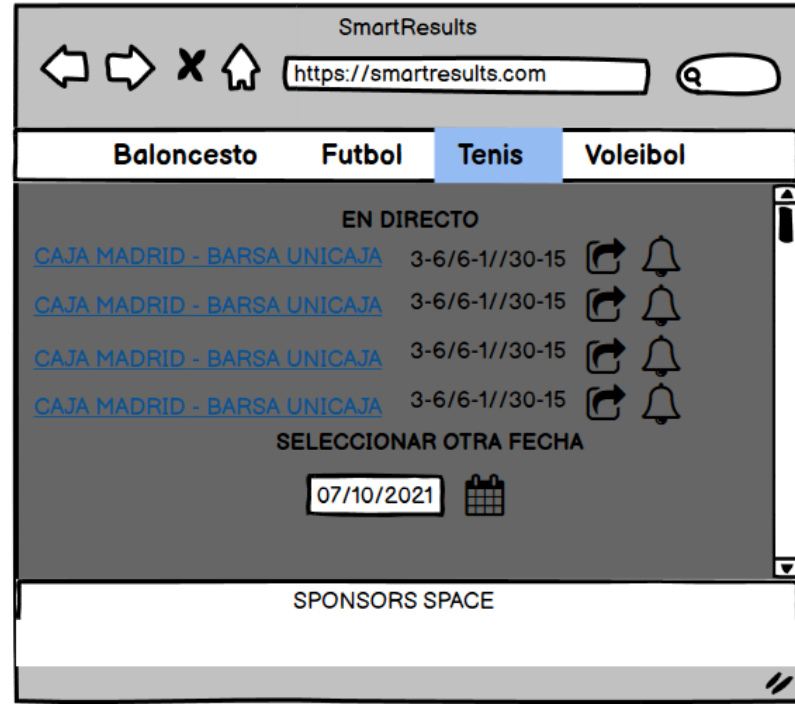 SmartResults
https://smartresults.com
Baloncesto Futbol Tenis Voleibol
EN DIRECTO
CAJA MADRID - BARSA UNICAJA 3-6/6-1//30-15
CAJA MADRID - BARSA UNICAJA 3-6/6-1//30-15
CAJA MADRID - BARSA UNICAJA 3-6/6-1//30-15
CAJA MADRID - BARSA UNICAJA 3-6/6-1//30-15
SELECCIONAR OTRA FECHA
07/10/2021
SPONSORS SPACE